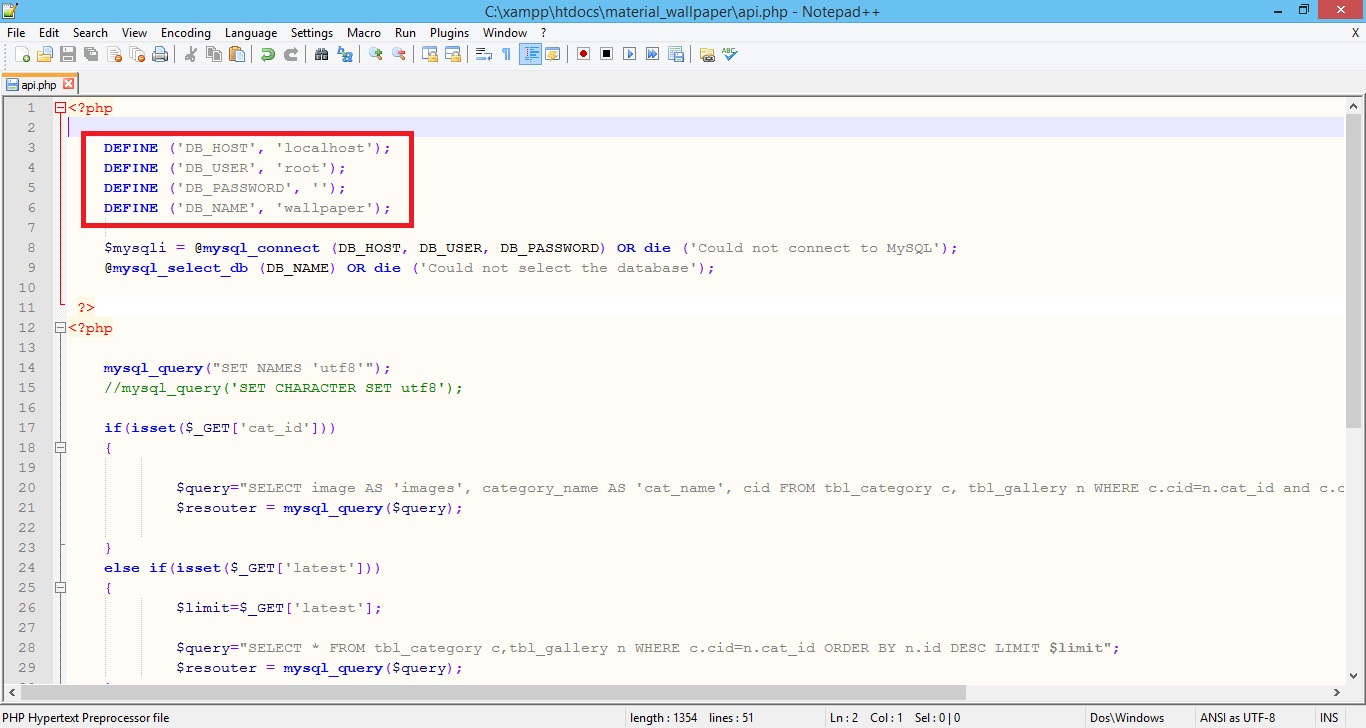 C:\xampp\htdocs\material_wallpaper\api.php - Notepad++
File Edit Search View Encoding Language Settings Macro Run Plugins Window ? X
api.php
1 <?php
2
3 DEFINE ('DB_HOST', 'localhost');
4 DEFINE ('DB_USER', 'root');
5 DEFINE ('DB_PASSWORD', '');
6 DEFINE ('DB_NAME', 'wallpaper');
7
8 $mysqli = @mysql_connect (DB_HOST, DB_USER, DB_PASSWORD) OR die ('Could not connect to MySQL');
9 @mysql_select_db (DB_NAME) OR die ('Could not select the database');
10
11 ?>
12 <?php
13
14 mysql_query("SET NAMES 'utf8'");
15 //mysql_query('SET CHARACTER SET utf8');
16
17 if(isset($_GET['cat_id']))
18 {
19
20 $query="SELECT image AS 'images', category_name AS 'cat_name', cid FROM tbl_category c, tbl_gallery n WHERE c.cid=n.cat_id and c.c
21 $resouter = mysql_query($query);
22
23 }
24 else if(isset($_GET['latest']))
25 {
26 $limit=$_GET['latest'];
27
28 $query="SELECT * FROM tbl_category c,tbl_gallery n WHERE c.cid=n.cat_id ORDER BY n.id DESC LIMIT $limit";
29 $resouter = mysql_query($query);
PHP Hypertext Preprocessor file length : 1354 lines : 51 Ln : 2 Col : 1 Sel : 0 | 0 Dos\Windows ANSI as UTF-8 INS